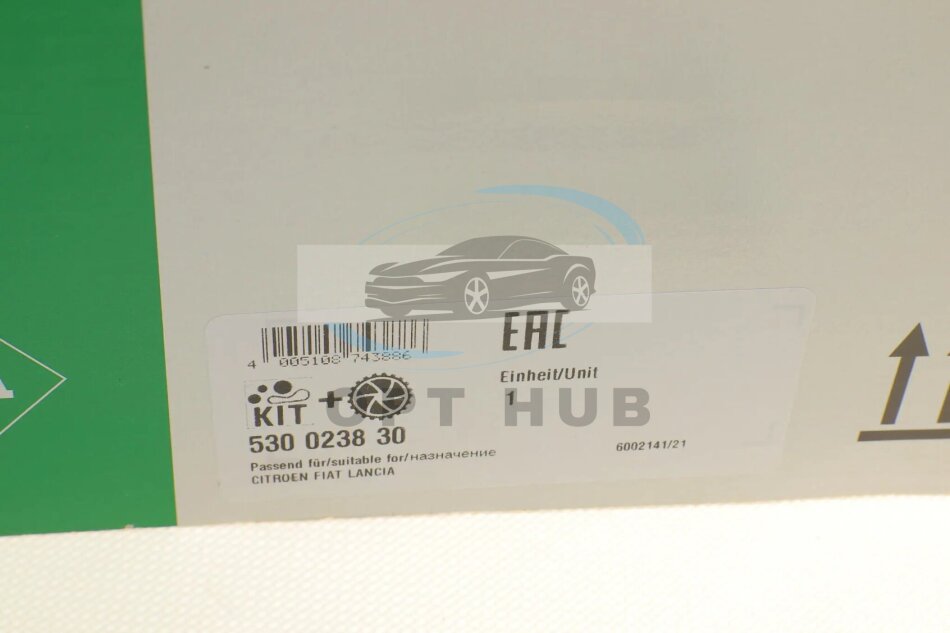 EAC
4 005108 743886
Einheit/Unit
1
KIT +
OPT HUB
530 0238 30
Passend für/suitable for/назначение
CITROEN FIAT LANCIA
6002141/21
A